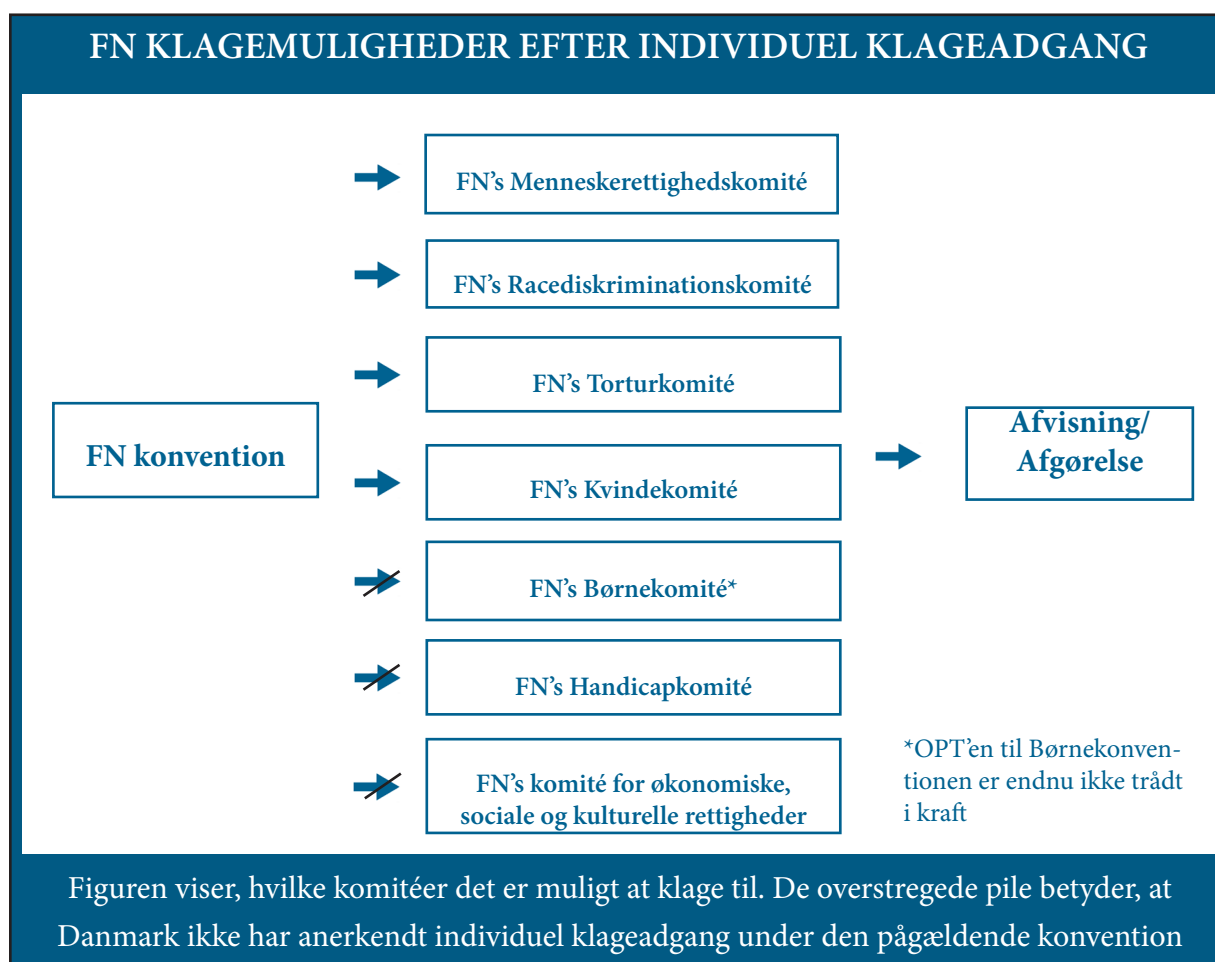 FN KLAGEMULIGHEDER EFTER INDIVIDUEL KLAGEADGANG
FN's Menneskerettighedskomité
FN's Racediskriminationskomité
FN's Torturkomité
FN konvention
FN's Kvindekomité
Afvisning/
Afgørelse
FN's Børnekomité*
FN's Handicapkomité
FN's komité for økonomiske,
sociale og kulturelle rettigheder
*OPT'en til Børnekonven-
tionen er endnu ikke trådt
i kraft
Figuren viser, hvilke komitéer det er muligt at klage til. De overstregede pile betyder, at
Danmark ikke har anerkendt individuel klageadgang under den pågældende konvention